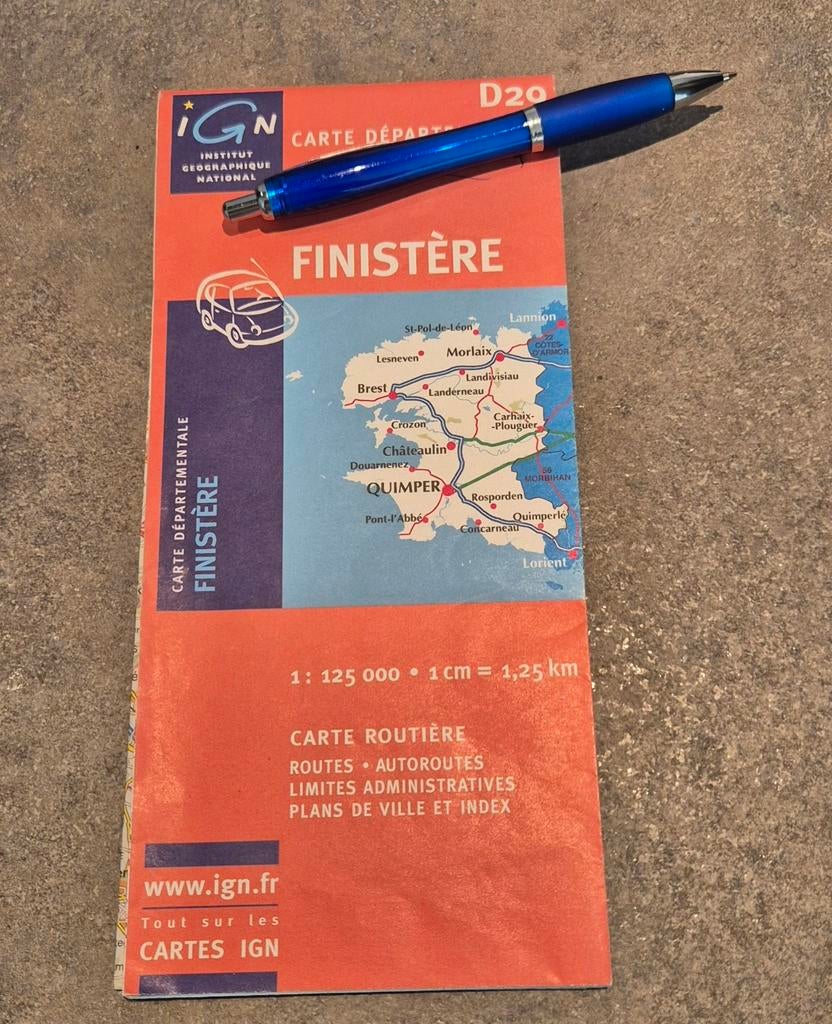 IGN
INSTITUT
GEOGRAPHIQUE
NATIONAL
D29
CARTE DÉPARTE
FINISTÈRE
CARTE DÉPARTEMENTALE
FINISTÈRE
Lannion
St-Pol-de-Léon
22
CÔTES-
D'ARMOR
Lesneven
Morlaix
Landivisiau
Brest
Landerneau
Carhaix-
-Plouguer
Crozon
Châteaulin
Douarnenez
56
MORBIHAN
QUIMPER
Rosporden
Pont-l'Abbé
Quimperlé
Concarneau
Lorient
1 : 125 000 • 1 cm = 1,25 km
CARTE ROUTIÈRE
ROUTES • AUTOROUTES
LIMITES ADMINISTRATIVES
PLANS DE VILLE ET INDEX
www.ign.fr
Tout sur les
CARTES IGN